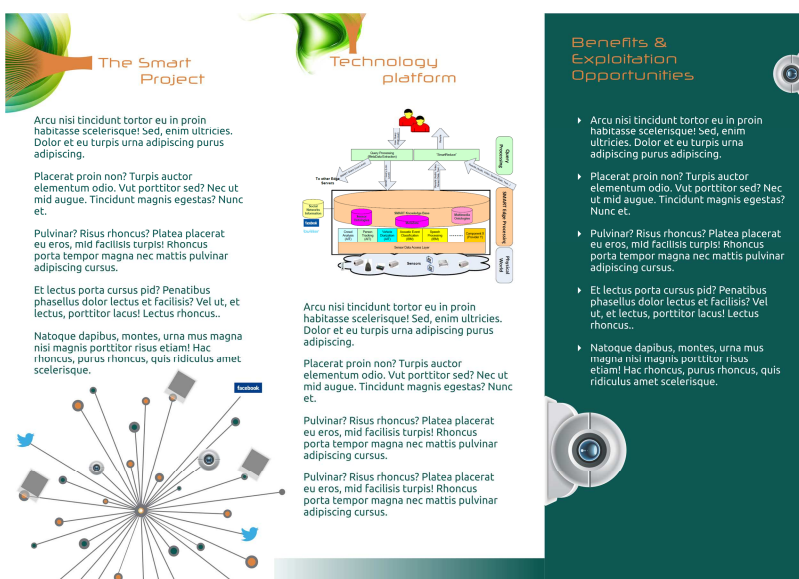 The Smart
Project
Arcu nisi tincidunt tortor eu in proin
habitasse scelerisque! Sed, enim ultricies.
Dolor et eu turpis urna adipiscing purus
adipiscing.
Placerat proin non? Turpis auctor
elementum odio. Vut porttitor sed? Nec ut
mid augue. Tincidunt magnis egestas? Nunc
et.
Pulvinar? Risus rhoncus? Platea placerat
eu eros, mid facilisis turpis! Rhoncus
porta tempor magna nec mattis pulvinar
adipiscing cursus.
Et lectus porta cursus pid? Penatibus
phasellus dolor lectus et facilisis? Vel ut, et
lectus, porttitor lacus! Lectus rhoncus..
Natoque dapibus, montes, urna mus magna
nisi magnis porttitor risus etiam! Hac
rhoncus, purus rhoncus, quis ridiculus amet
scelerisque.
facebook
Technology
platform
Query Processing
Query
Processing
To other Edge
Servers
SMART Edge Processing
Sensors
Physical
World
Arcu nisi tincidunt tortor eu in proin
habitasse scelerisque! Sed, enim ultricies.
Dolor et eu turpis urna adipiscing purus
adipiscing.
Placerat proin non? Turpis auctor
elementum odio. Vut porttitor sed? Nec ut
mid augue. Tincidunt magnis egestas? Nunc
et.
Pulvinar? Risus rhoncus? Platea placerat
eu eros, mid facilisis turpis! Rhoncus
porta tempor magna nec mattis pulvinar
adipiscing cursus.
Pulvinar? Risus rhoncus? Platea placerat
eu eros, mid facilisis turpis! Rhoncus
porta tempor magna nec mattis pulvinar
adipiscing cursus.
Benefits &
Exploitation
Opportunities
Arcu nisi tincidunt tortor eu in proin
habitasse scelerisque! Sed, enim
ultricies. Dolor et eu turpis urna
adipiscing purus adipiscing.
Placerat proin non? Turpis auctor
elementum odio. Vut porttitor sed? Nec
ut mid augue. Tincidunt magnis egestas?
Nunc et.
Pulvinar? Risus rhoncus? Platea placerat
eu eros, mid facilisis turpis! Rhoncus
porta tempor magna nec mattis pulvinar
adipiscing cursus.
Et lectus porta cursus pid? Penatibus
phasellus dolor lectus et facilisis? Vel
ut, et lectus, porttitor lacus! Lectus
rhoncus..
Natoque dapibus, montes, urna mus
magna nisi magnis porttitor risus
etiam! Hac rhoncus, purus rhoncus, quis
ridiculus amet scelerisque.